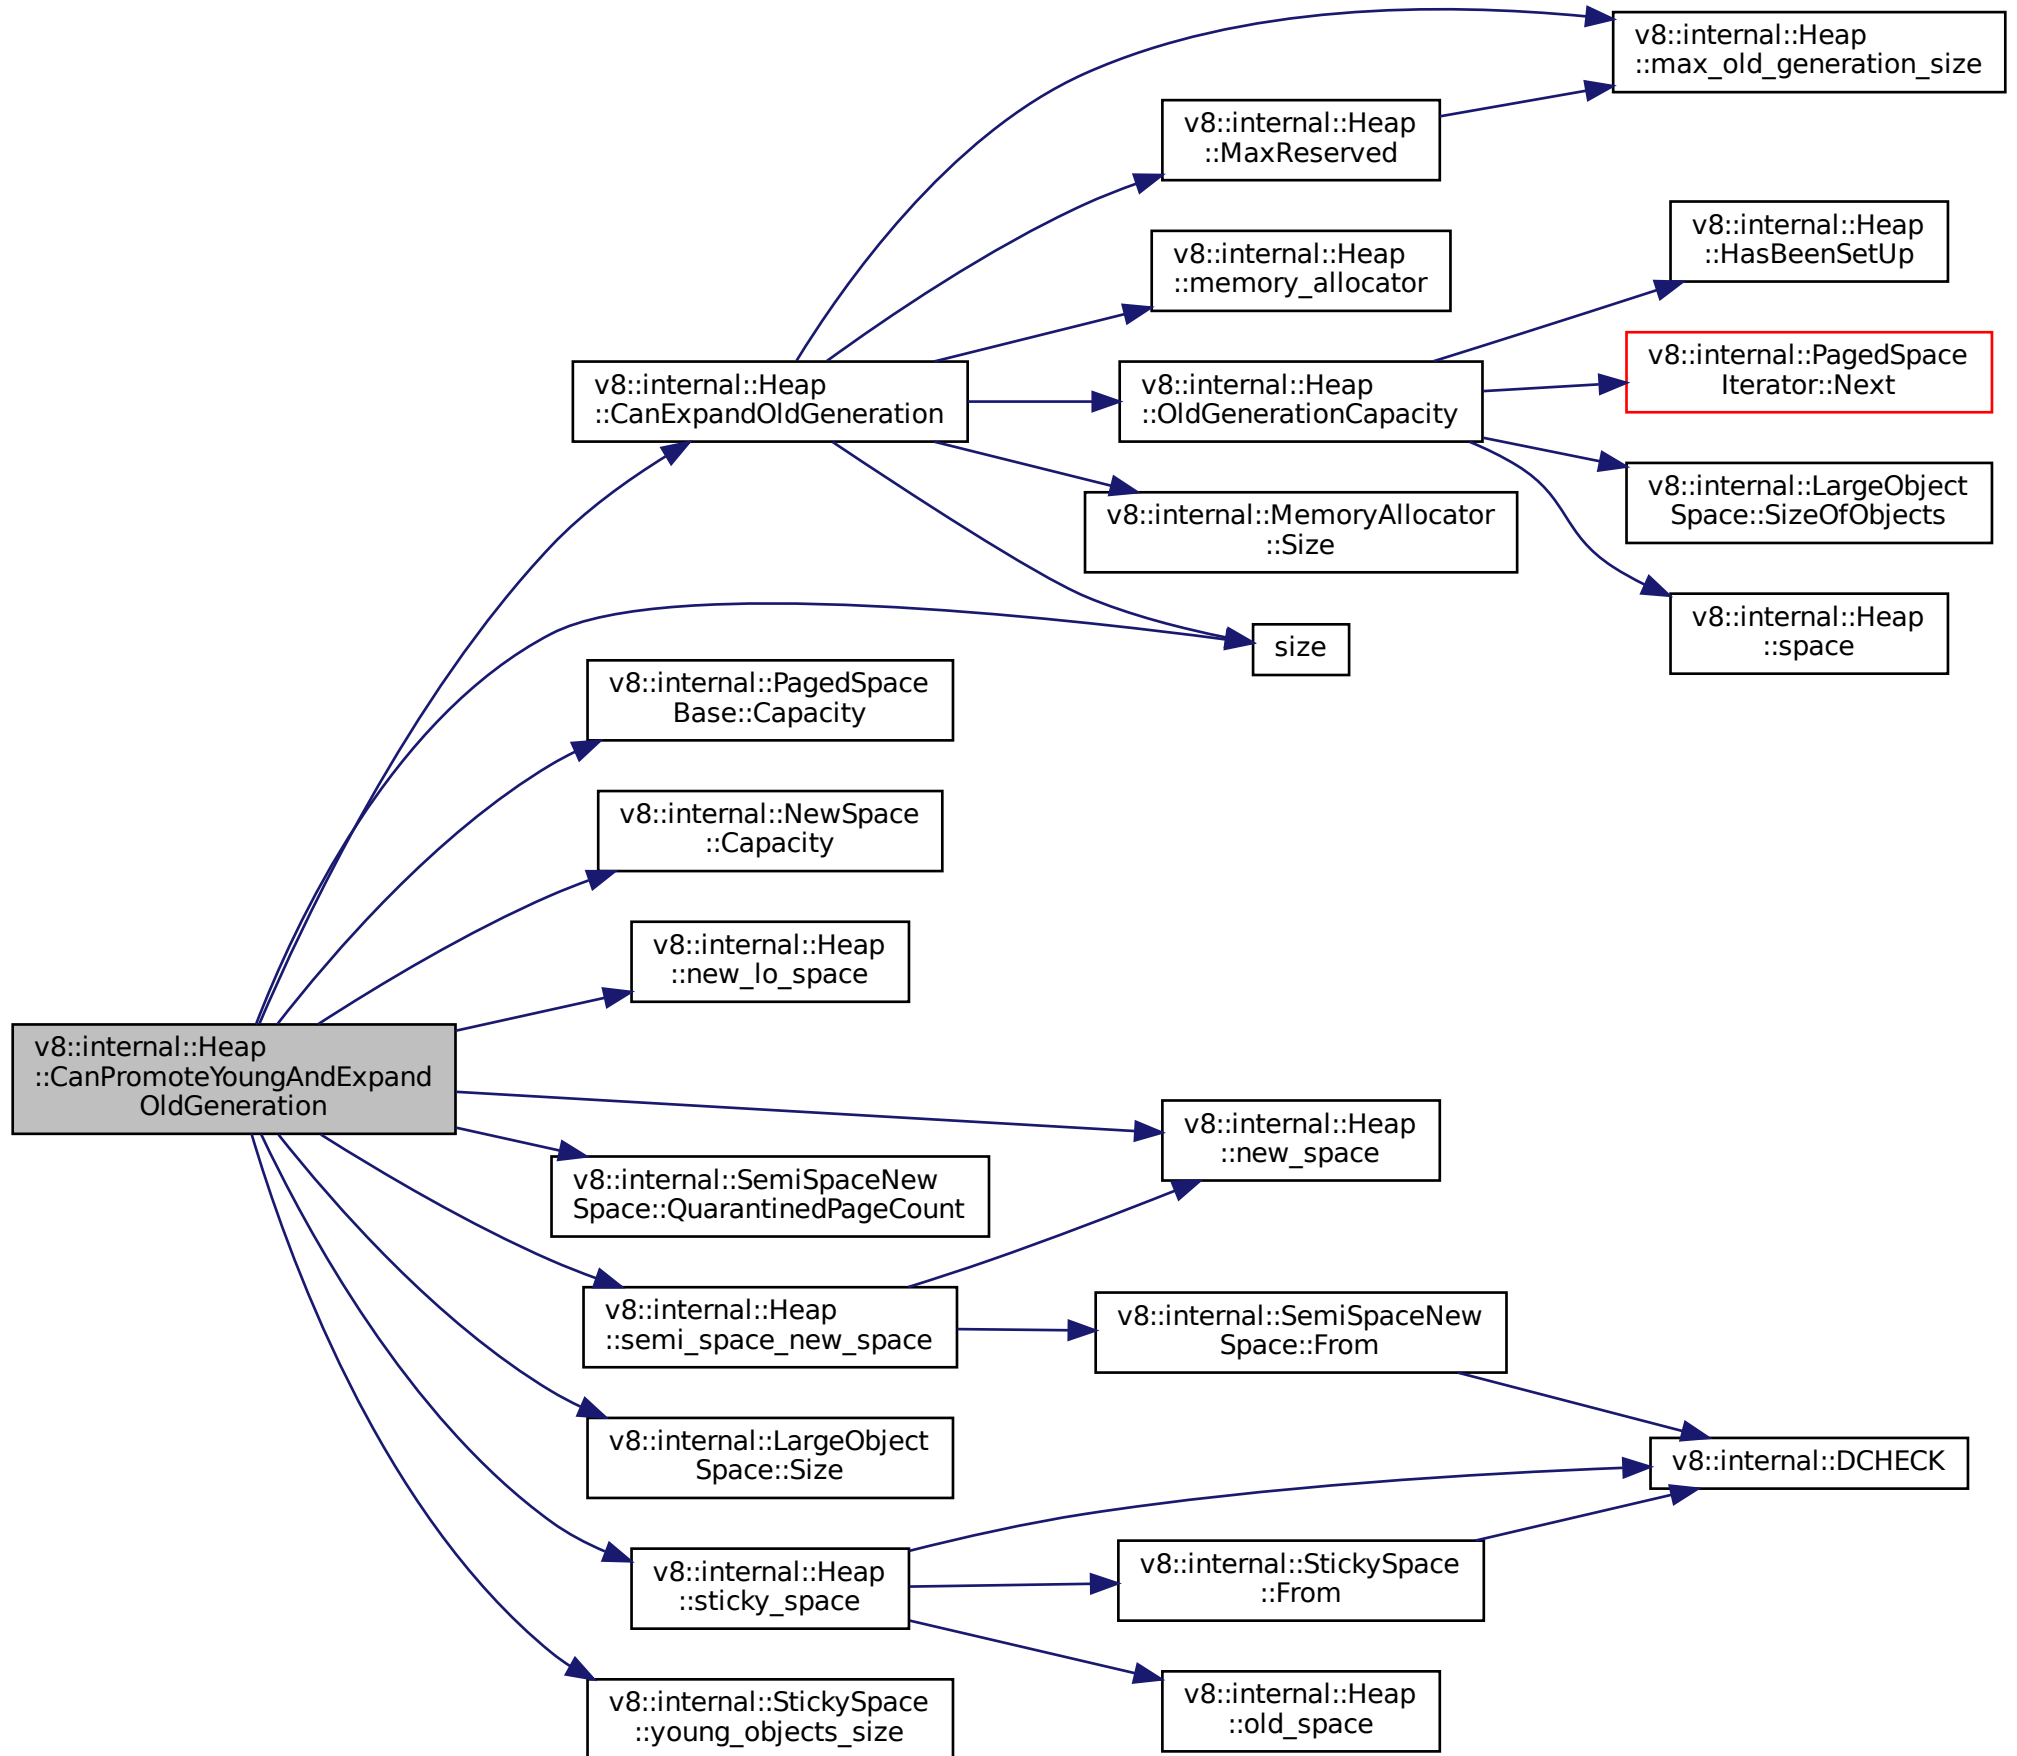 v8::internal::Heap
::max_old_generation_size
v8::internal::Heap
::MaxReserved
v8::internal::Heap
::HasBeenSetUp
v8::internal::Heap
::memory_allocator
v8::internal::PagedSpace
Iterator::Next
v8::internal::Heap
::CanExpandOldGeneration
v8::internal::Heap
::OldGenerationCapacity
v8::internal::LargeObject
Space::SizeOfObjects
v8::internal::MemoryAllocator
::Size
v8::internal::Heap
::space
size
v8::internal::PagedSpace
Base::Capacity
v8::internal::NewSpace
::Capacity
v8::internal::Heap
::new_lo_space
v8::internal::Heap
::CanPromoteYoungAndExpand
OldGeneration
v8::internal::Heap
::new_space
v8::internal::SemiSpaceNew
Space::QuarantinedPageCount
v8::internal::Heap
::semi_space_new_space
v8::internal::SemiSpaceNew
Space::From
v8::internal::LargeObject
Space::Size
v8::internal::DCHECK
v8::internal::Heap
::sticky_space
v8::internal::StickySpace
::From
v8::internal::StickySpace
::young_objects_size
v8::internal::Heap
::old_space